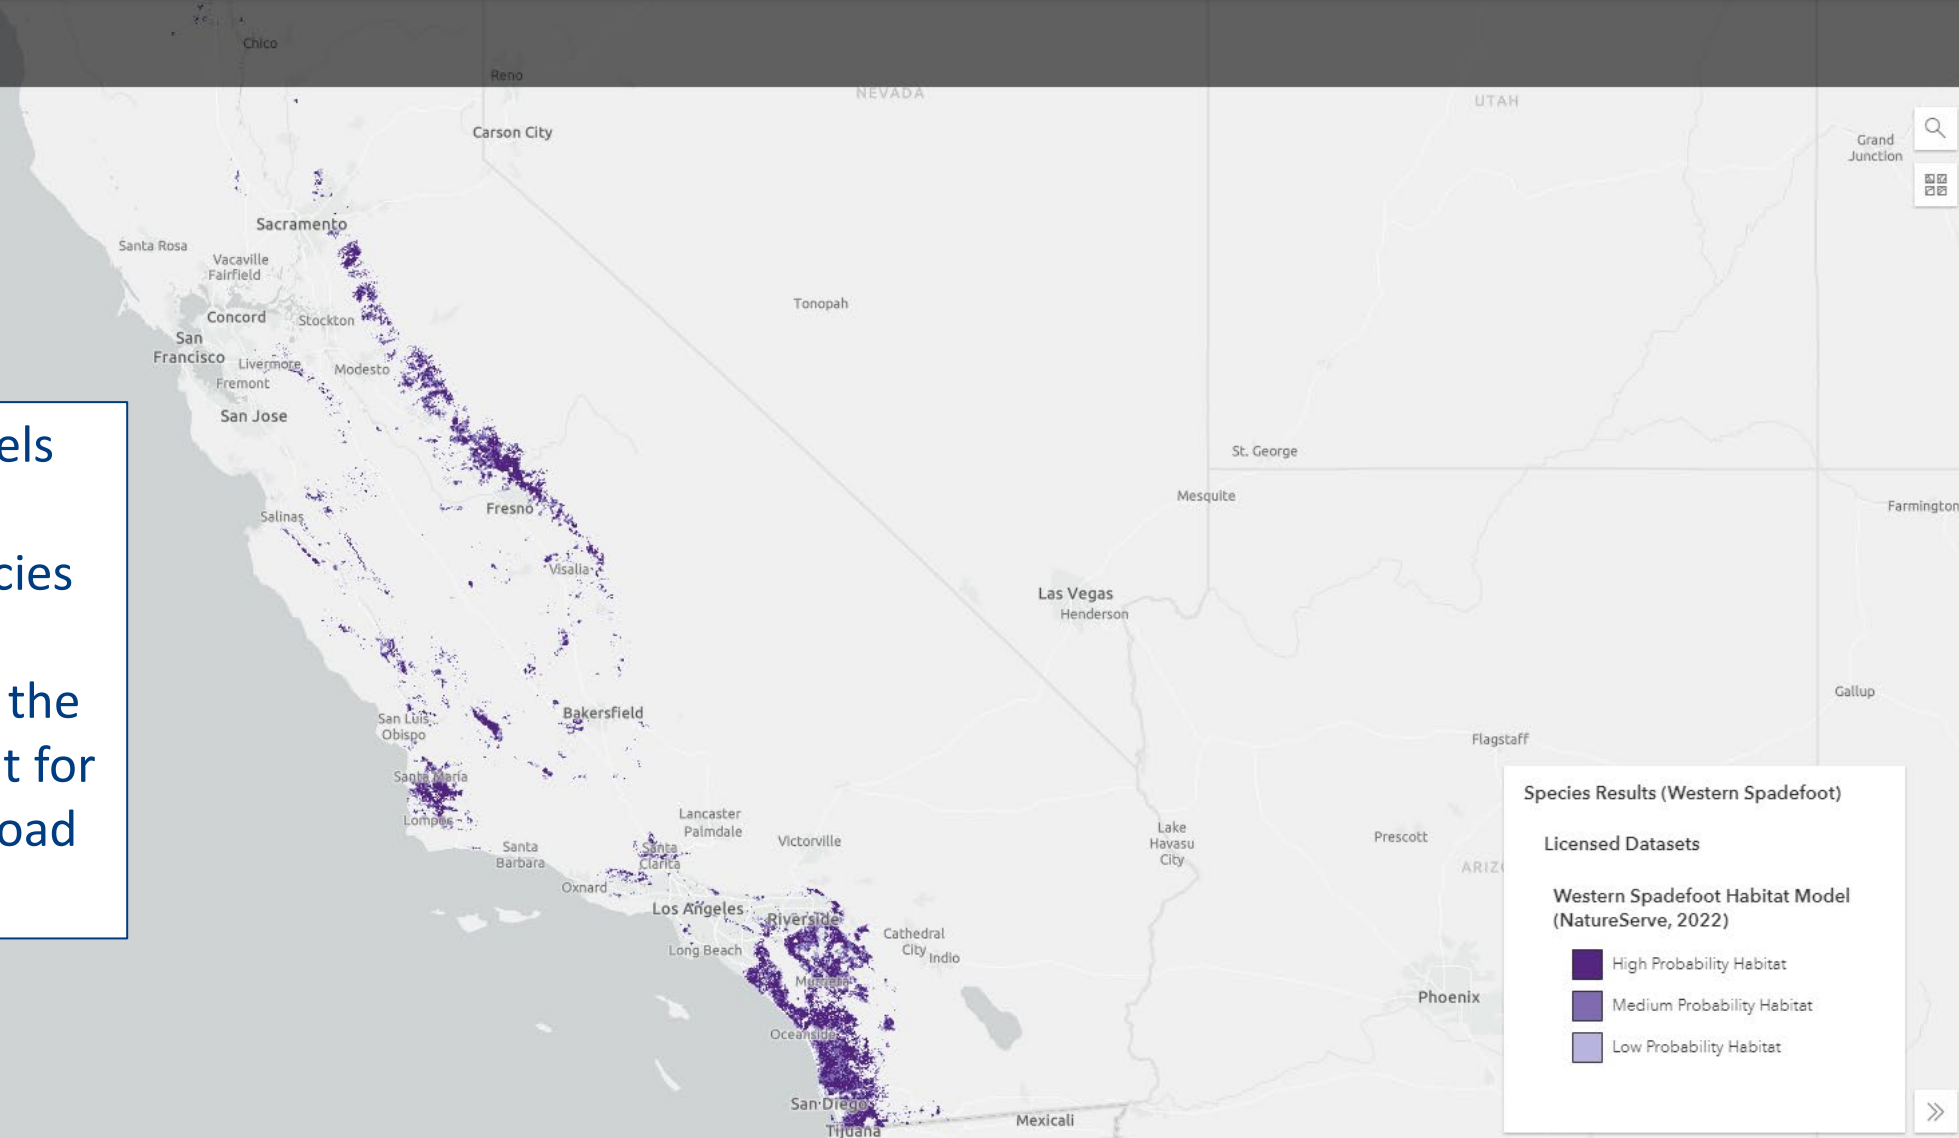 Chico
Reno
NEVADA
UTAH
Carson City
Grand
Junction
Sacramento
Santa Rosa
Vacaville
Fairfield
Tonopah
Concord
Stockton
San
Francisco
Livermore
Modesto
Fremont
San Jose
els
St. George
Mesquite
Salinas
Fresno
Farmington
cies
Visalia
Las Vegas
Henderson
the
Gallup
San Luis
Obispo
Bakersfield
Flagstaff
t for
Santa Maria
Lompoc
oad
Lancaster
Palmdale
Victorville
Lake
Havasu
City
Prescott
Santa
Barbara
Santa
Clarita
ARIZ
Oxnard
Los Angeles
Riverside
Long Beach
Cathedral
City
Indio
Murrieta
Phoenix
Oceanside
San Diego
Mexicali
Tijuana
Species Results (Western Spadefoot)
Licensed Datasets
Western Spadefoot Habitat Model
(NatureServe, 2022)
High Probability Habitat
Medium Probability Habitat
Low Probability Habitat